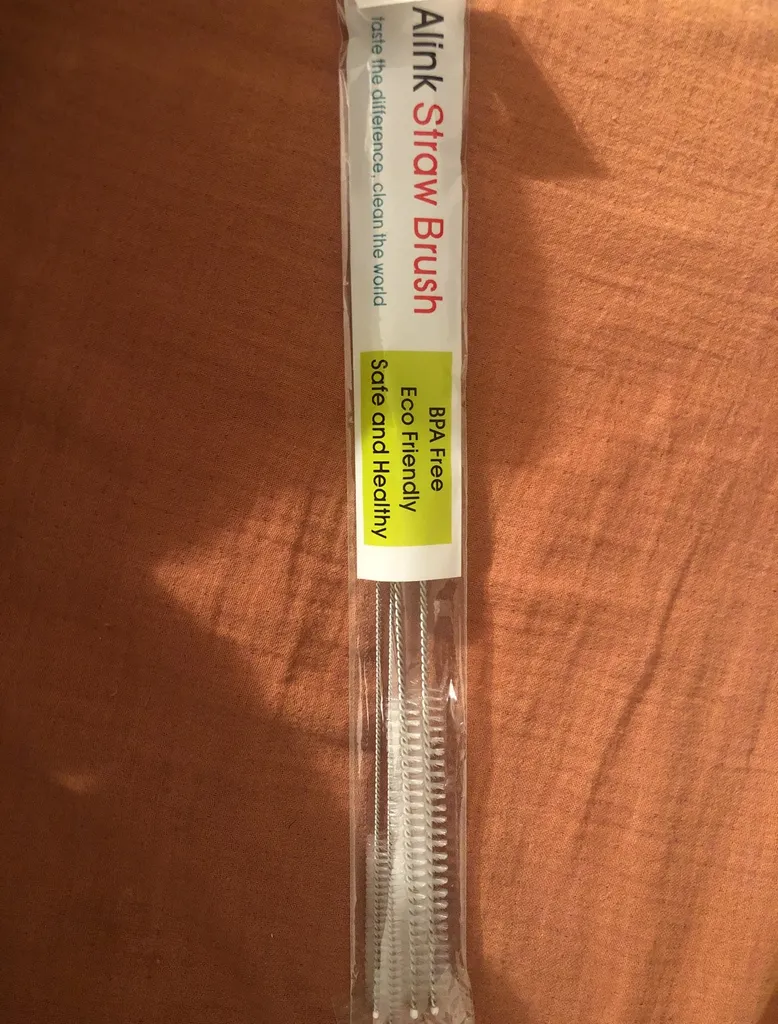 Alink Straw Brush
taste the difference, clean the world
BPA Free
Eco Friendly
Safe and Healthy